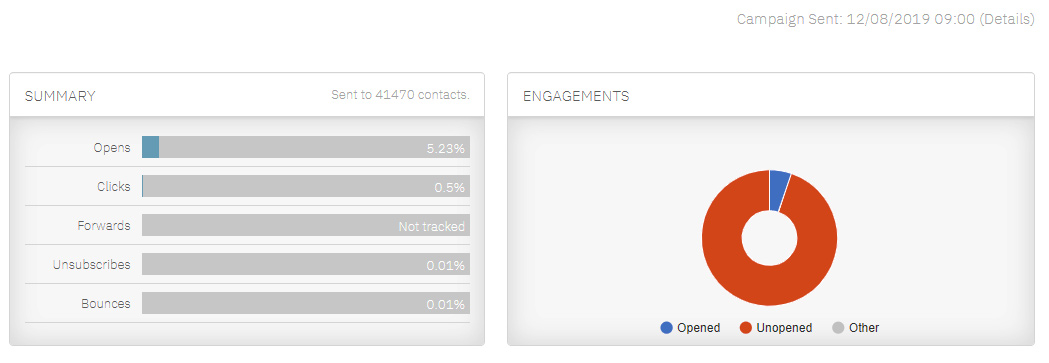 Campaign Sent: 12/08/2019 09:00 (Details)
SUMMARY Sent to 41470 contacts.
Opens 5.23%
Clicks 0.5%
Forwards Not tracked
Unsubscribes 0.01%
Bounces 0.01%
ENGAGEMENTS
Opened Unopened Other